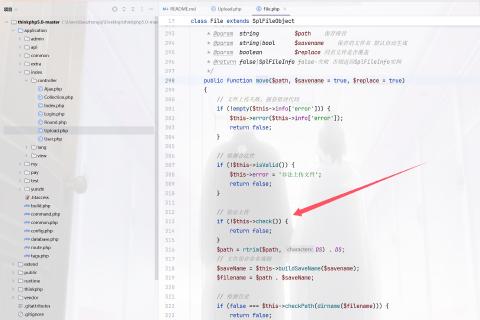 项目
README.md
Upload.php
File.php
thinkphp5.0-master
application
admin
api
common
extra
index
controller
Ajax.php
Collection.php
Index.php
Login.php
Round.php
Upload.php
User.php
lang
view
my
pay
test
yunzhi
.htaccess
build.php
command.php
common.php
config.php
database.php
route.php
tags.php
extend
public
runtime
thinkphp
vendor
.gitattributes
.gitignore
17 class File extends SplFileObject
293 * @param string $path 保存路径
294 * @param string|bool $savename 保存的文件名 默认自动生成
295 * @param boolean $replace 同名文件是否覆盖
296 * @return false|SplFileInfo false-失败 否则返回SplFileInfo实例
297 */
298 public function move($path, $savename = true, $replace = true)
299 {
300 // 文件上传失败，捕获错误代码
301 if (!empty($this->info['error'])) {
302 $this->error($this->info['error']);
303 return false;
304 }
305
306 // 检测合法性
307 if (!$this->isValid()) {
308 $this->error = '非法上传文件';
309 return false;
310 }
311
312 // 验证上传
313 if (!$this->check()) {
314 return false;
315 }
316 $path = rtrim($path, characters: DS) . DS;
317 // 文件保存命名规则
318 $saveName = $this->buildSaveName($savename);
319 $filename = $path . $saveName;
320
321 // 检测目录
322 if (false === $this->checkPath(dirname($filename))) {
323 return false;